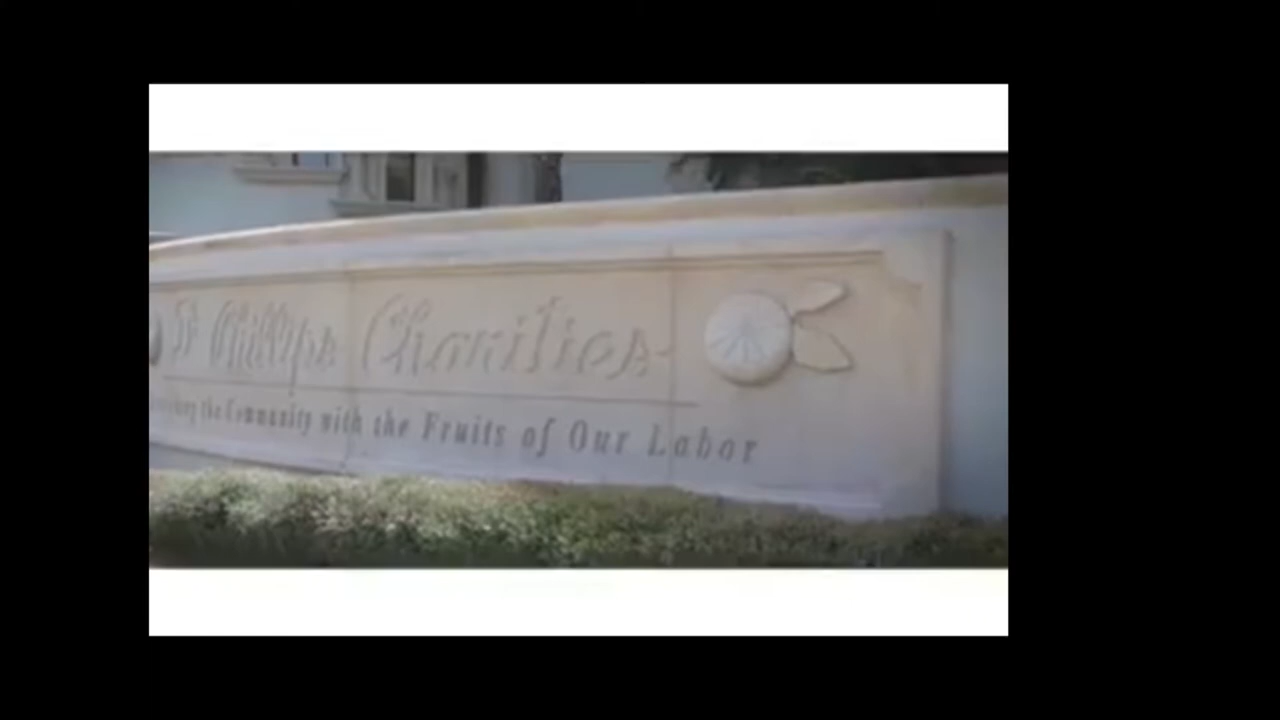 Phillips Charities
the Community with the Fruits of Our Labor